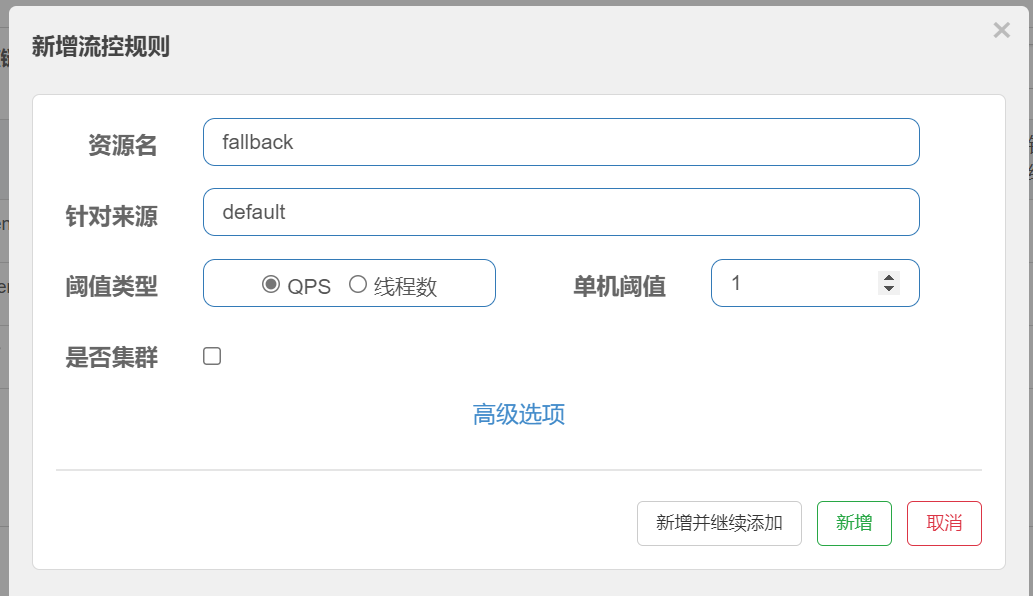 新增流控规则
×
资源名 fallback
针对来源 default
阈值类型 QPS 线程数 单机阈值 1
是否集群
高级选项
新增并继续添加 新增 取消